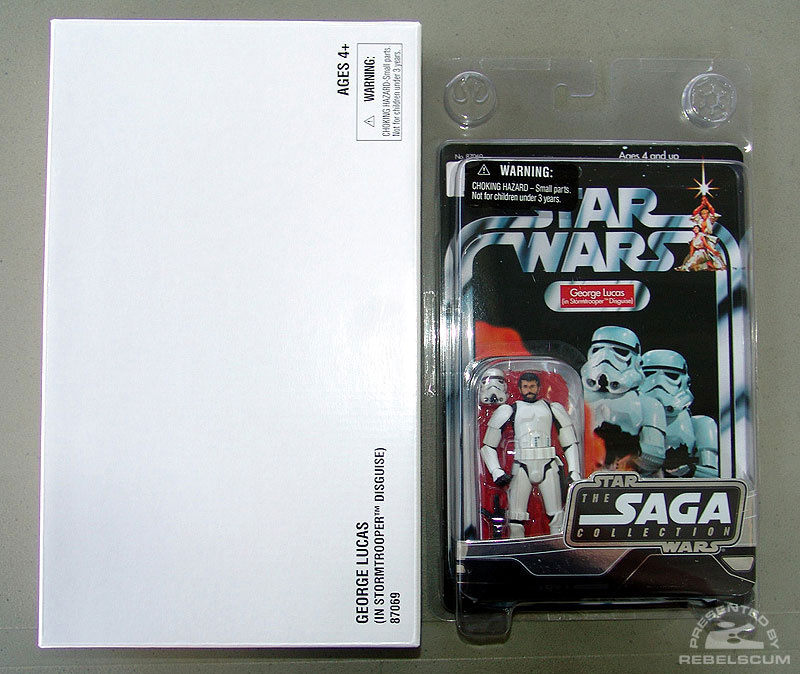 AGES 4+
WARNING:
CHOKING HAZARD-Small parts.
Not for children under 3 years.
GEORGE LUCAS
(IN STORMTROOPER™ DISGUISE)
87069
No. 87069
Ages 4 and up
WARNING:
CHOKING HAZARD – Small parts.
Not for children under 3 years.
STAR
WARS
George Lucas
(in Stormtrooper™ Disguise)
STAR
THE
SAGA
COLLECTION
WARS
PRESENTED BY
REBELSCUM